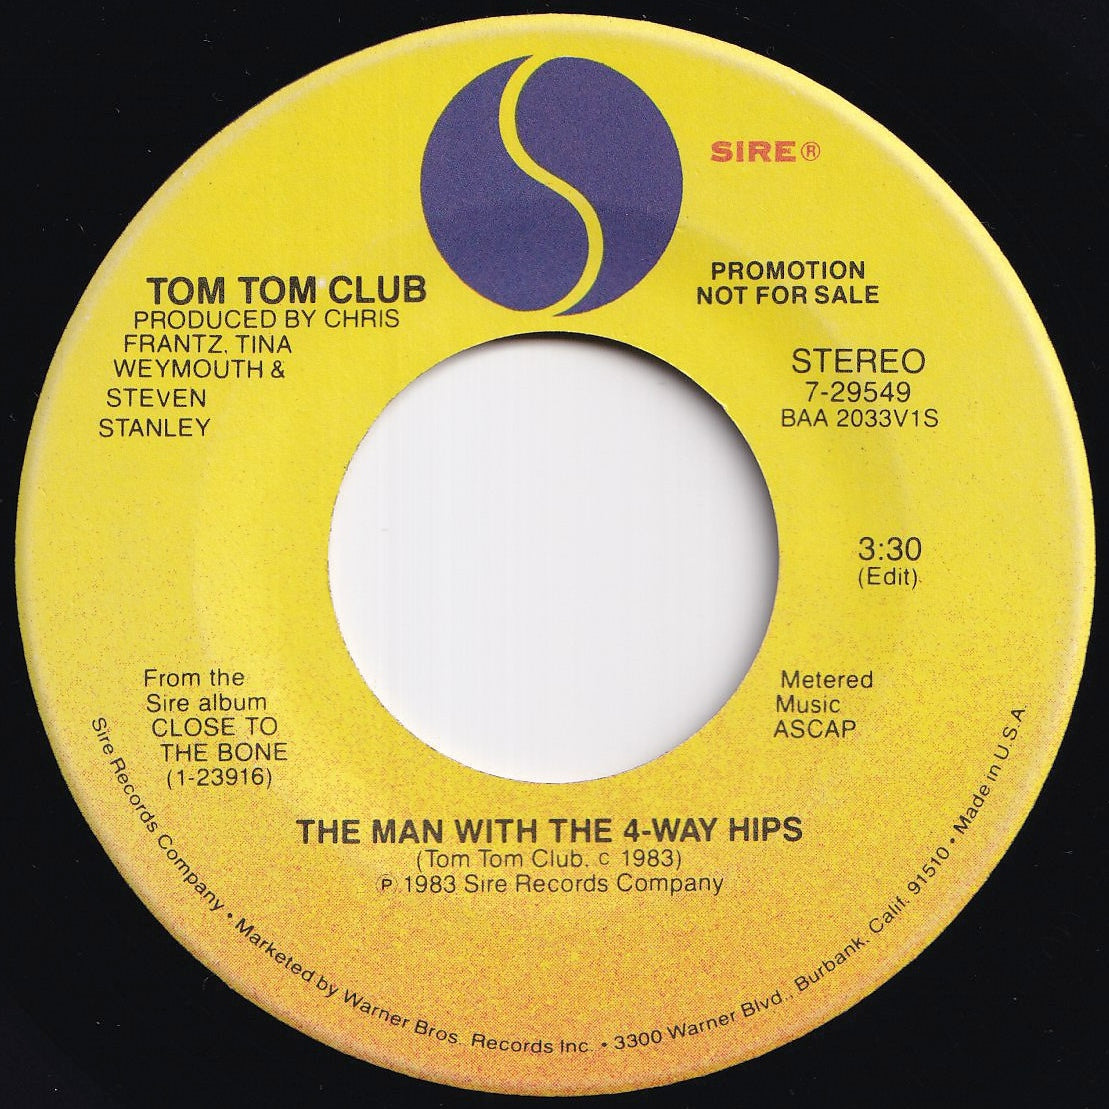 SIRE®
TOM TOM CLUB
PRODUCED BY CHRIS
FRANTZ, TINA
WEYMOUTH &
STEVEN
STANLEY
PROMOTION
NOT FOR SALE
STEREO
7-29549
BAA 2033V1S
3:30
(Edit)
From the
Sire album
CLOSE TO
THE BONE
(1-23916)
Metered
Music
ASCAP
THE MAN WITH THE 4-WAY HIPS
(Tom Tom Club, c 1983)
℗ 1983 Sire Records Company
Sire Records Company • Marketed by Warner Bros. Records Inc. • 3300 Warner Blvd., Burbank, Calif. 91510 • Made in U.S.A.